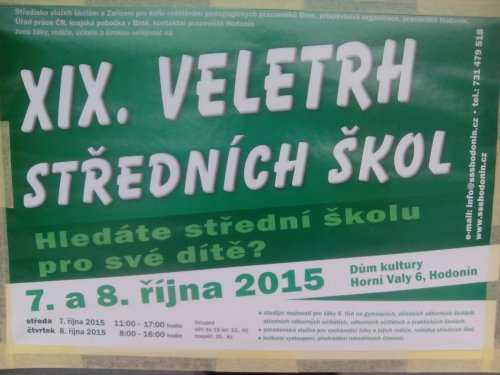 Středisko služeb školám a Zařízení pro další vzdělávání pedagogických pracovníků Brno, příspěvková organizace, pracoviště Hodonín
Úřad práce ČR, krajská pobočka v Brně, kontaktní pracoviště Hodonín
zvou žáky, rodiče, učitele a širokou veřejnost na
XIX. VELETRH
STŘEDNÍCH ŠKOL
Hledáte střední školu
pro své dítě?
7. a 8. října 2015
Dům kultury
Horní Valy 6, Hodonín
středa 7. října 2015 11:00 - 17:00 hodin
čtvrtek 8. října 2015 8:00 - 16:00 hodin
Vstupné
děti do 15 let: 10,- Kč
dospělí: 20,- Kč
• studijní možnosti pro žáky 9. tříd na gymnáziích, středních odborných školách,
středních odborných učilištích, odborných učilištích a praktických školách
• poradenská služba pro vycházející žáky a jejich rodiče, nabídka středních škol
• kulturní vystoupení, předvádění rukodělných činností
e-mail: info@ssshodonin.cz • tel.: 731 479 518
www.ssshodonin.cz